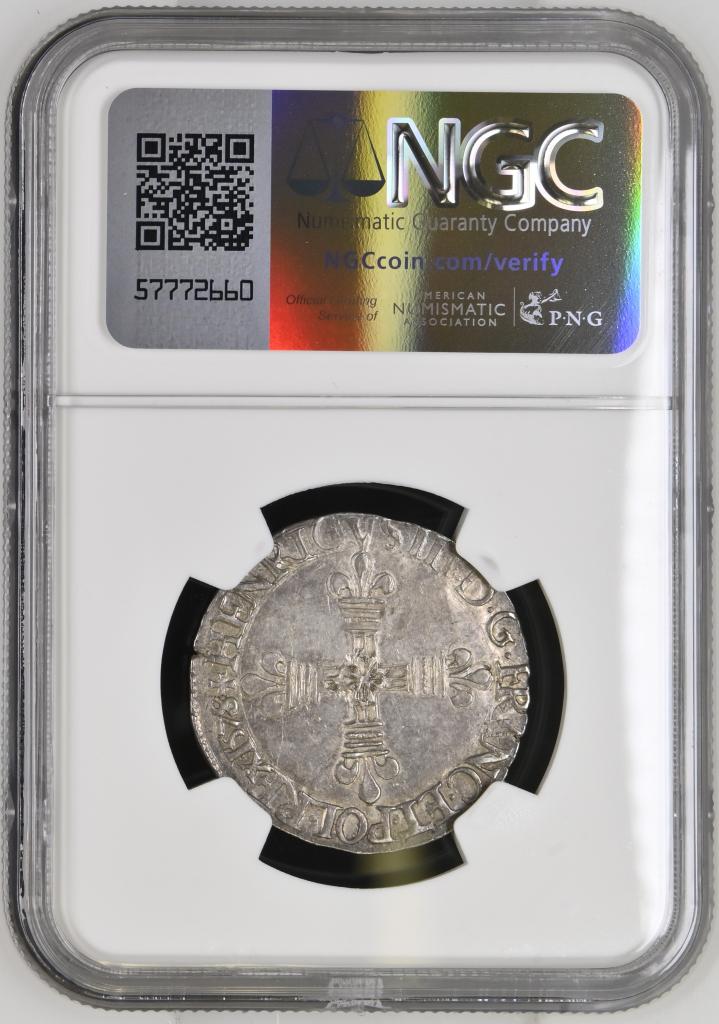 NGC
Numismatic Guaranty Company
NGCcoin.com/verify
57772660
Official Grading
Service of
AMERICAN
NUMISMATIC
ASSOCIATION
P·N·G
HENRICVS·III·D·G·FRANC·ET·POL·REX·1578